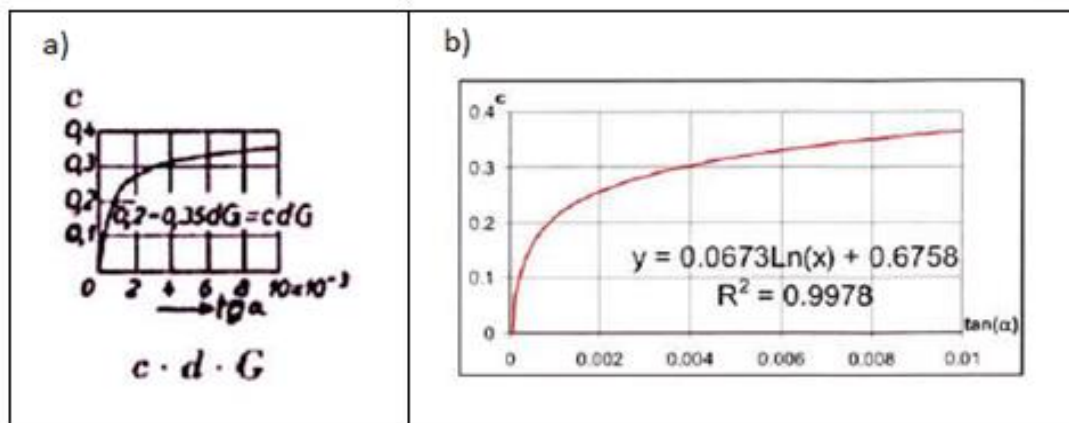 a)
c
0,4
0,3
0,2
0,1
0,2-0,35dG=cdG
0 2 4 6 8 10×10⁻³
tgα
c · d · G
b)
c
0.4
0.3
0.2
0.1
0
y = 0.0673Ln(x) + 0.6758
R² = 0.9978
tan(α)
0 0.002 0.004 0.006 0.008 0.01